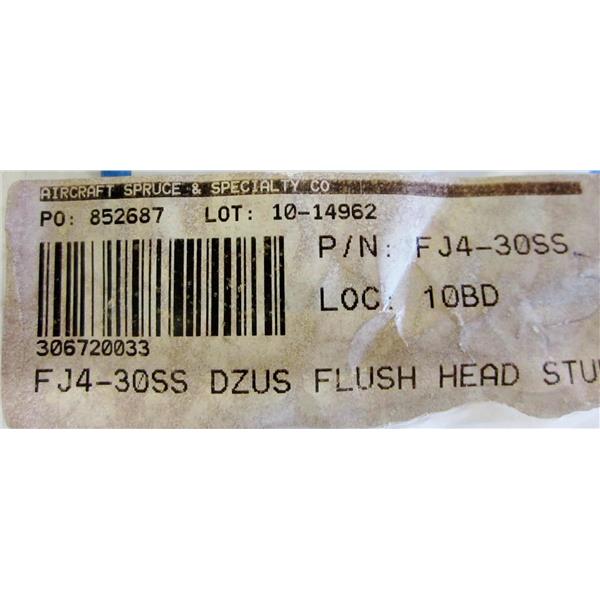 AIRCRAFT SPRUCE & SPECIALTY CO
PO: 852687 LOT: 10-14962
P/N: FJ4-30SS
LOC: 10BD
306720033
FJ4-30SS DZUS FLUSH HEAD STU